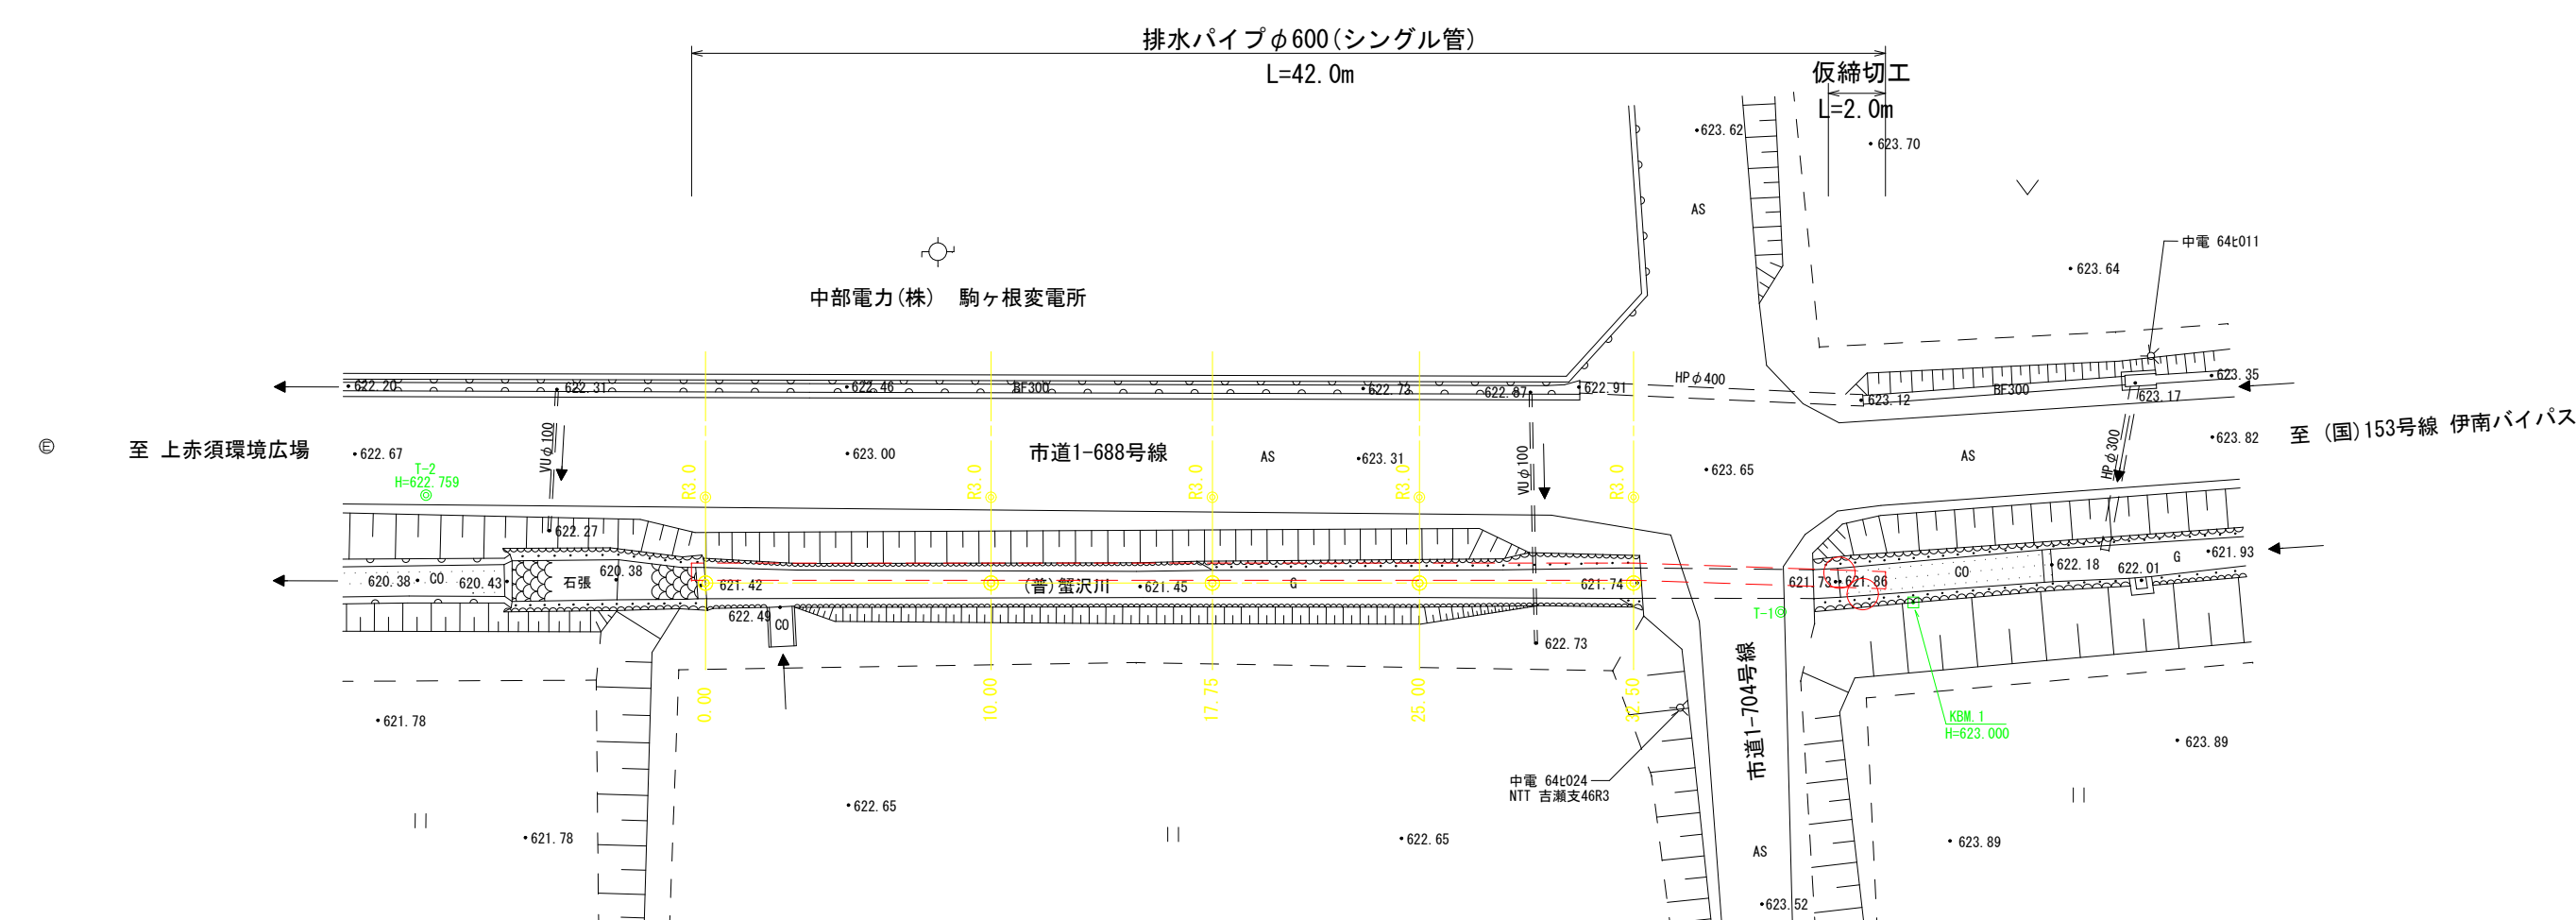 排水パイプφ600(シングル管)
L=42.0m
仮締切工
L=2.0m
623.62
623.70
AS
中電 64ﾋ011
623.64
中部電力(株) 駒ヶ根変電所
622.20
622.31
622.46
BF300
622.73
622.87
622.91
HPφ400
623.12
BF300
623.17
623.35
至 上赤須環境広場
622.67
T-2
H=622.759
VUφ100
R3.0
623.00
R3.0
市道1-688号線
R3.0
AS
623.31
R3.0
VUφ100
R3.0
623.65
AS
HPφ300
623.82
至 (国)153号線 伊南バイパス
622.27
620.38
CO
620.43
石張
620.38
621.42
(普)蟹沢川
621.45
G
621.74
621.73
621.86
CO
622.18
622.01
G
621.93
622.49
CO
T-1
622.73
市道1-704号線
0.00
10.00
17.75
25.00
32.50
621.78
KBM.1
H=623.000
623.89
中電 64ﾋ024
NTT 吉瀬支46R3
622.65
621.78
622.65
AS
623.89
623.52